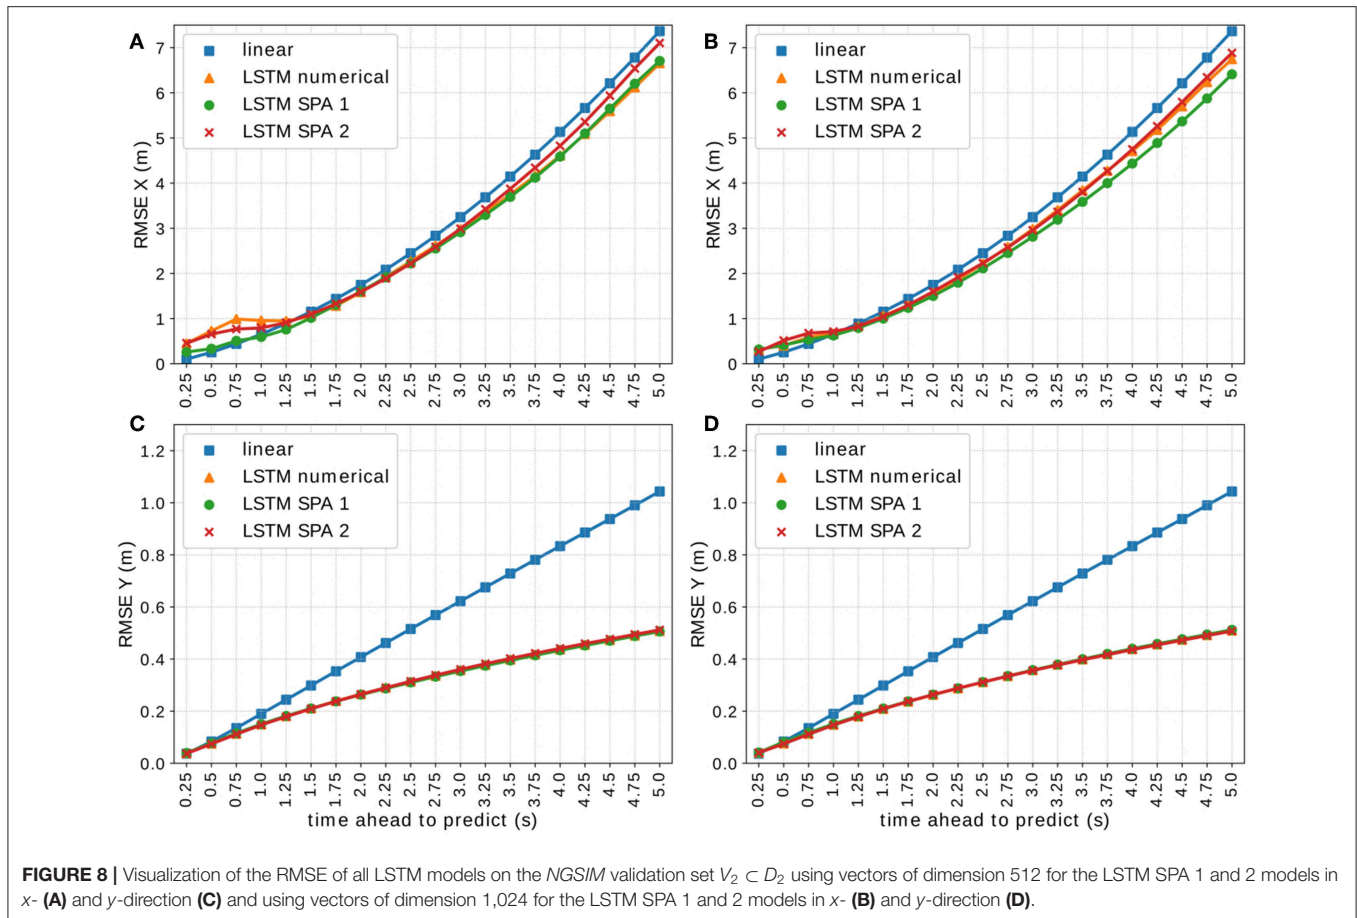 A
linear
LSTM numerical
LSTM SPA 1
LSTM SPA 2
RMSE X (m)
7
6
5
4
3
2
1
0
0.25 0.5 0.75 1.0 1.25 1.5 1.75 2.0 2.25 2.5 2.75 3.0 3.25 3.5 3.75 4.0 4.25 4.5 4.75 5.0
B
linear
LSTM numerical
LSTM SPA 1
LSTM SPA 2
RMSE X (m)
7
6
5
4
3
2
1
0
0.25 0.5 0.75 1.0 1.25 1.5 1.75 2.0 2.25 2.5 2.75 3.0 3.25 3.5 3.75 4.0 4.25 4.5 4.75 5.0
C
linear
LSTM numerical
LSTM SPA 1
LSTM SPA 2
RMSE Y (m)
1.2
1.0
0.8
0.6
0.4
0.2
0.0
0.25 0.5 0.75 1.0 1.25 1.5 1.75 2.0 2.25 2.5 2.75 3.0 3.25 3.5 3.75 4.0 4.25 4.5 4.75 5.0
time ahead to predict (s)
D
linear
LSTM numerical
LSTM SPA 1
LSTM SPA 2
RMSE Y (m)
1.2
1.0
0.8
0.6
0.4
0.2
0.0
0.25 0.5 0.75 1.0 1.25 1.5 1.75 2.0 2.25 2.5 2.75 3.0 3.25 3.5 3.75 4.0 4.25 4.5 4.75 5.0
time ahead to predict (s)
FIGURE 8 | Visualization of the RMSE of all LSTM models on the NGSIM validation set V₂ ⊂ D₂ using vectors of dimension 512 for the LSTM SPA 1 and 2 models in
x- (A) and y-direction (C) and using vectors of dimension 1,024 for the LSTM SPA 1 and 2 models in x- (B) and y-direction (D).